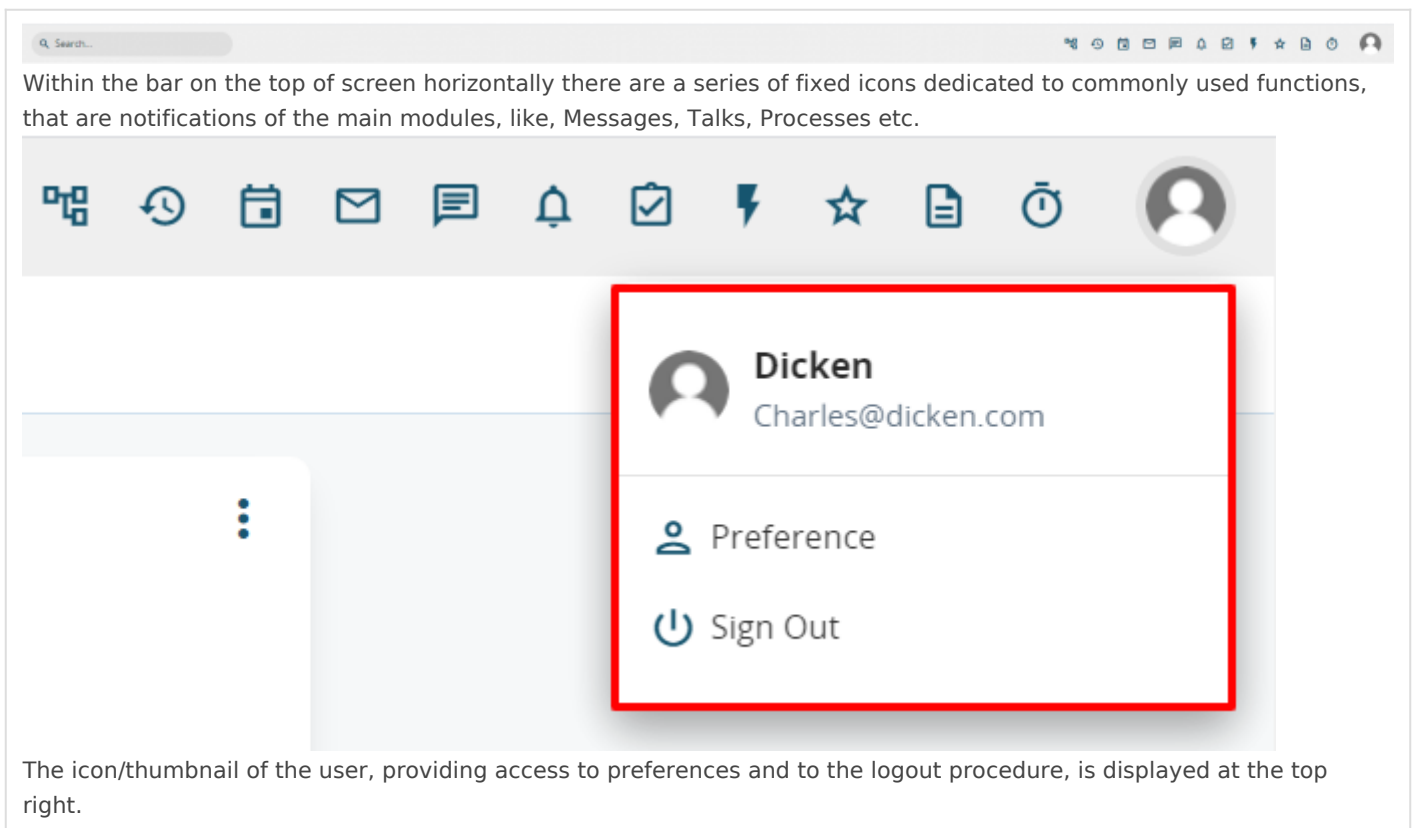 Search...
Within the bar on the top of screen horizontally there are a series of fixed icons dedicated to commonly used functions,
that are notifications of the main modules, like, Messages, Talks, Processes etc.
Dicken
Charles@dicken.com
Preference
Sign Out
The icon/thumbnail of the user, providing access to preferences and to the logout procedure, is displayed at the top
right.